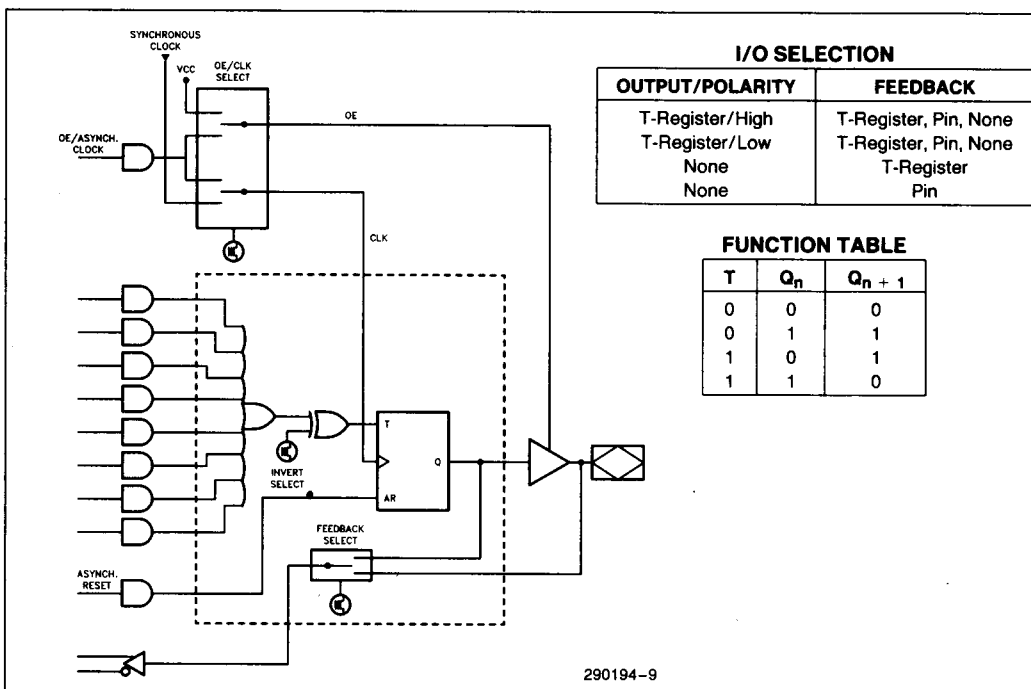 SYNCHRONOUS
CLOCK
VCC
OE/CLK
SELECT
OE
OE/ASYNCH.
CLOCK
CLK
I/O SELECTION
OUTPUT/POLARITY FEEDBACK
T-Register/High T-Register, Pin, None
T-Register/Low T-Register, Pin, None
None T-Register
None Pin
FUNCTION TABLE
T Qn Qn + 1
0 0 0
0 1 1
1 0 1
1 1 0
T
Q
INVERT
SELECT
AR
FEEDBACK
SELECT
ASYNCH.
RESET
290194-9